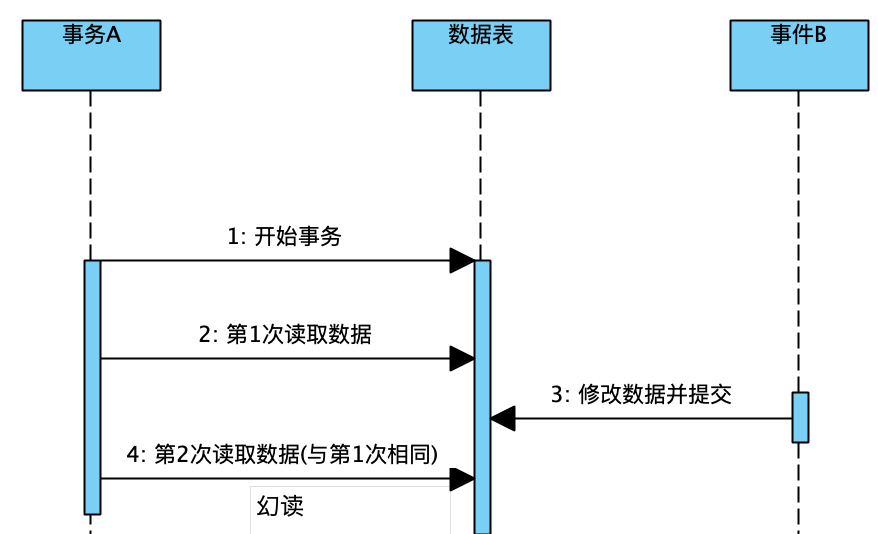 事务A
数据表
事件B
1: 开始事务
2: 第1次读取数据
3: 修改数据并提交
4: 第2次读取数据(与第1次相同)
幻读